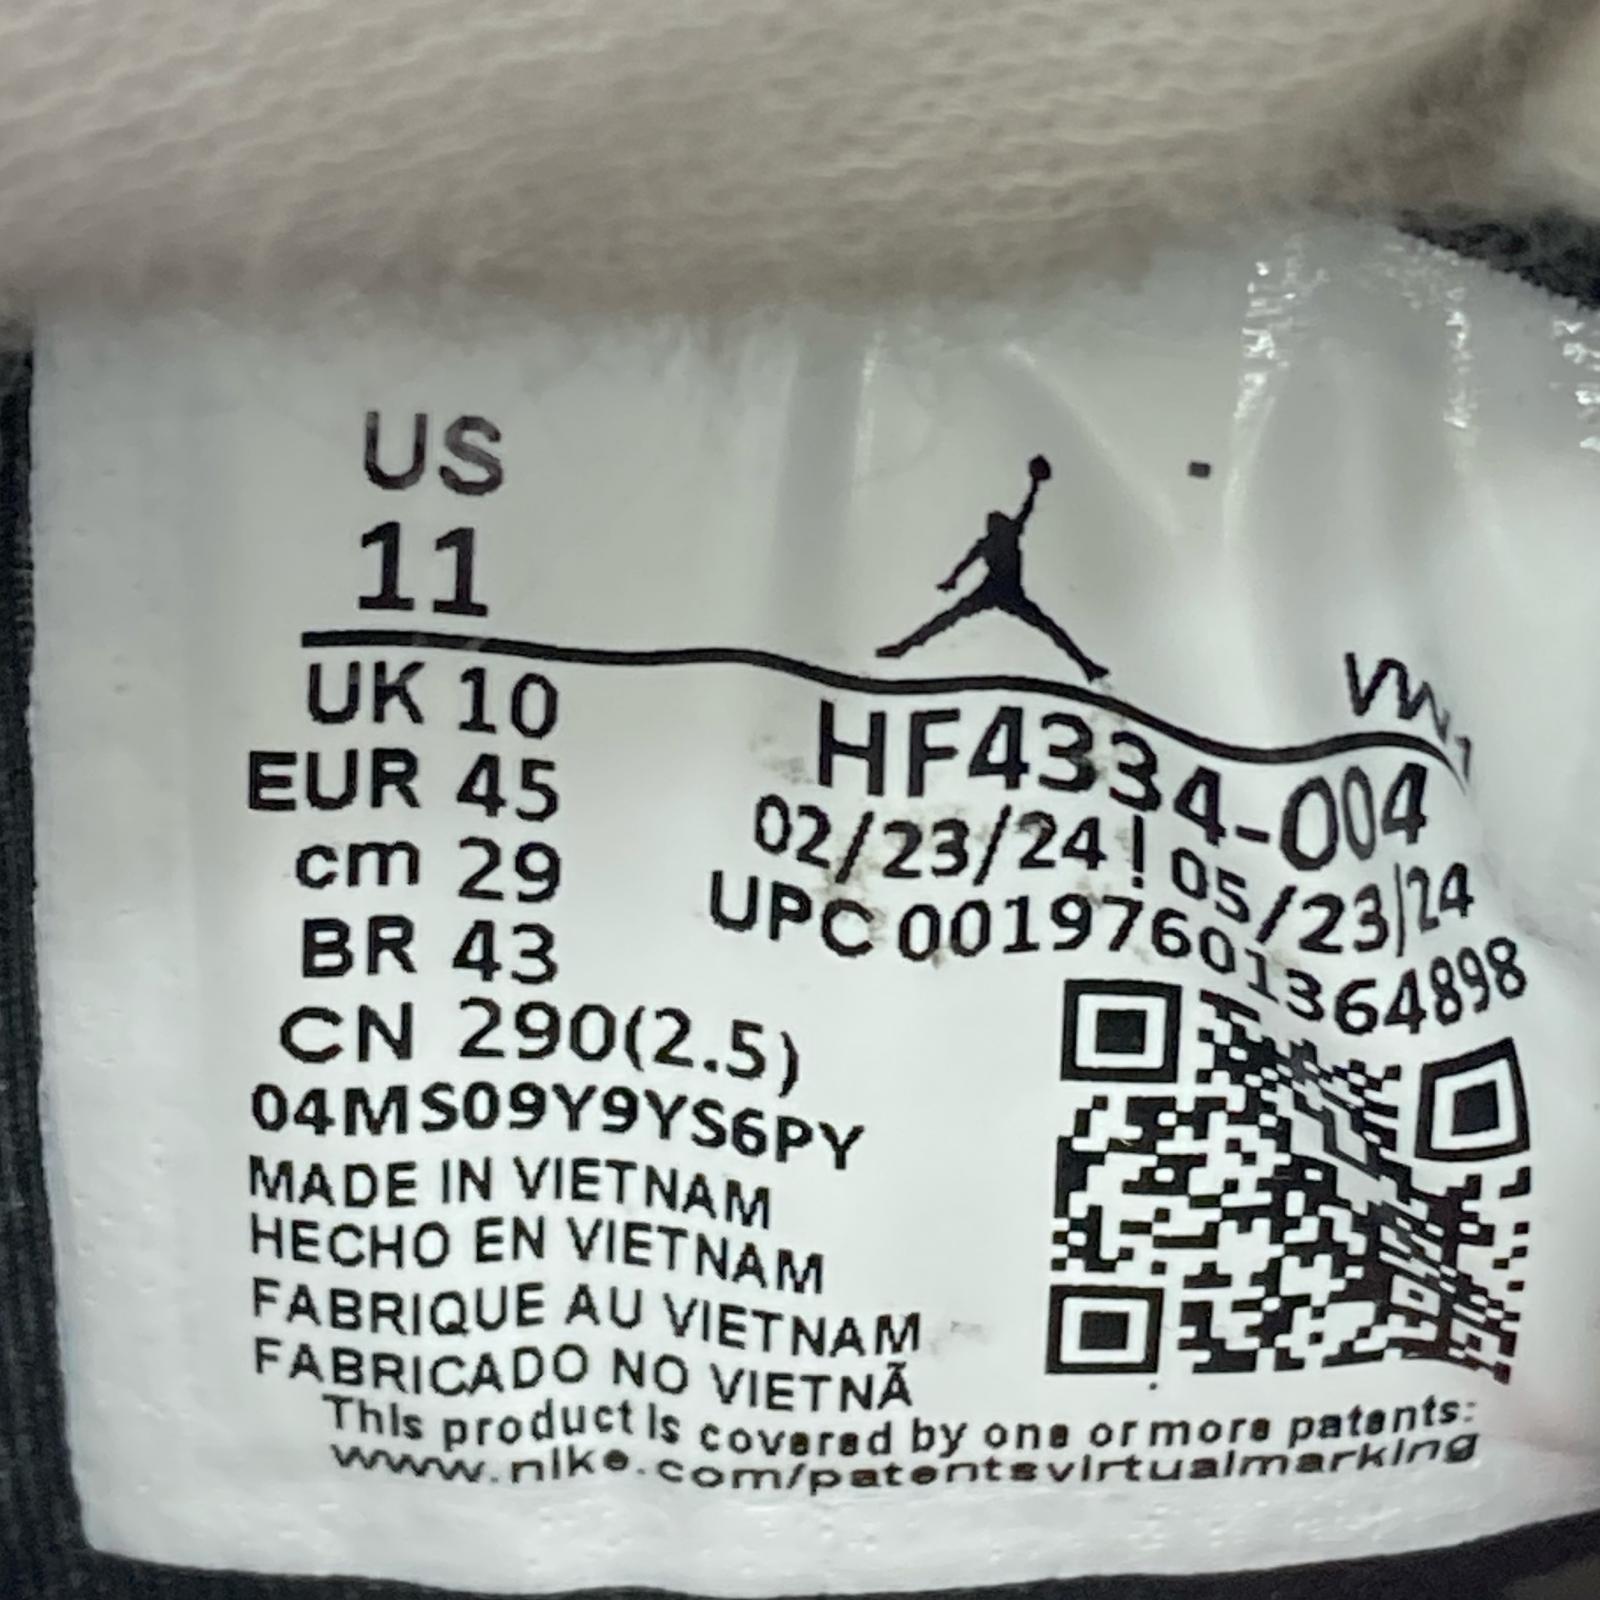 US
11
UK 10
EUR 45
cm 29
BR 43
CN 290(2.5)
04MS09Y9YS6PY
MADE IN VIETNAM
HECHO EN VIETNAM
FABRIQUE AU VIETNAM
FABRICADO NO VIETNÃ
HF4334-004
02/23/24 ! 05/23/24
UPC 00197601364898
This product is covered by one or more patents:
www.nike.com/patentsvirtualmarking